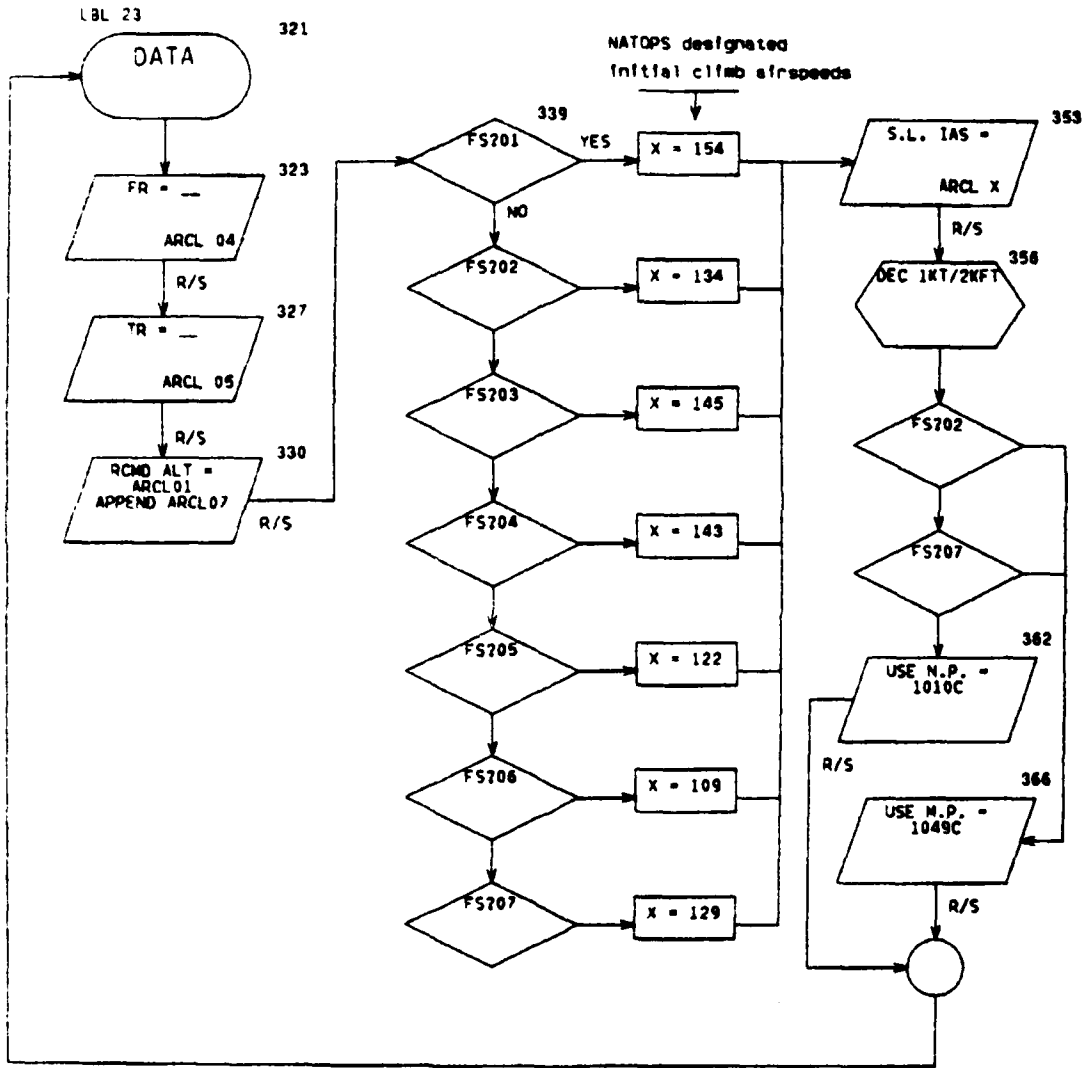 LBL 23
321
DATA
323
FR = __
ARCL 04
R/S
327
TR = __
ARCL 05
R/S
330
RCMD ALT =
ARCL01
APPEND ARCL07
R/S
NATOPS designated
initial climb airspeeds
339
FS?01
YES
X = 154
NO
FS?02
X = 134
FS?03
X = 145
FS?04
X = 143
FS?05
X = 122
FS?06
X = 109
FS?07
X = 129
353
S.L. IAS =
ARCL X
R/S
356
DEC 1KT/2KFT
FS?02
FS?07
362
USE N.P. =
1010C
R/S
366
USE M.P. =
1049C
R/S